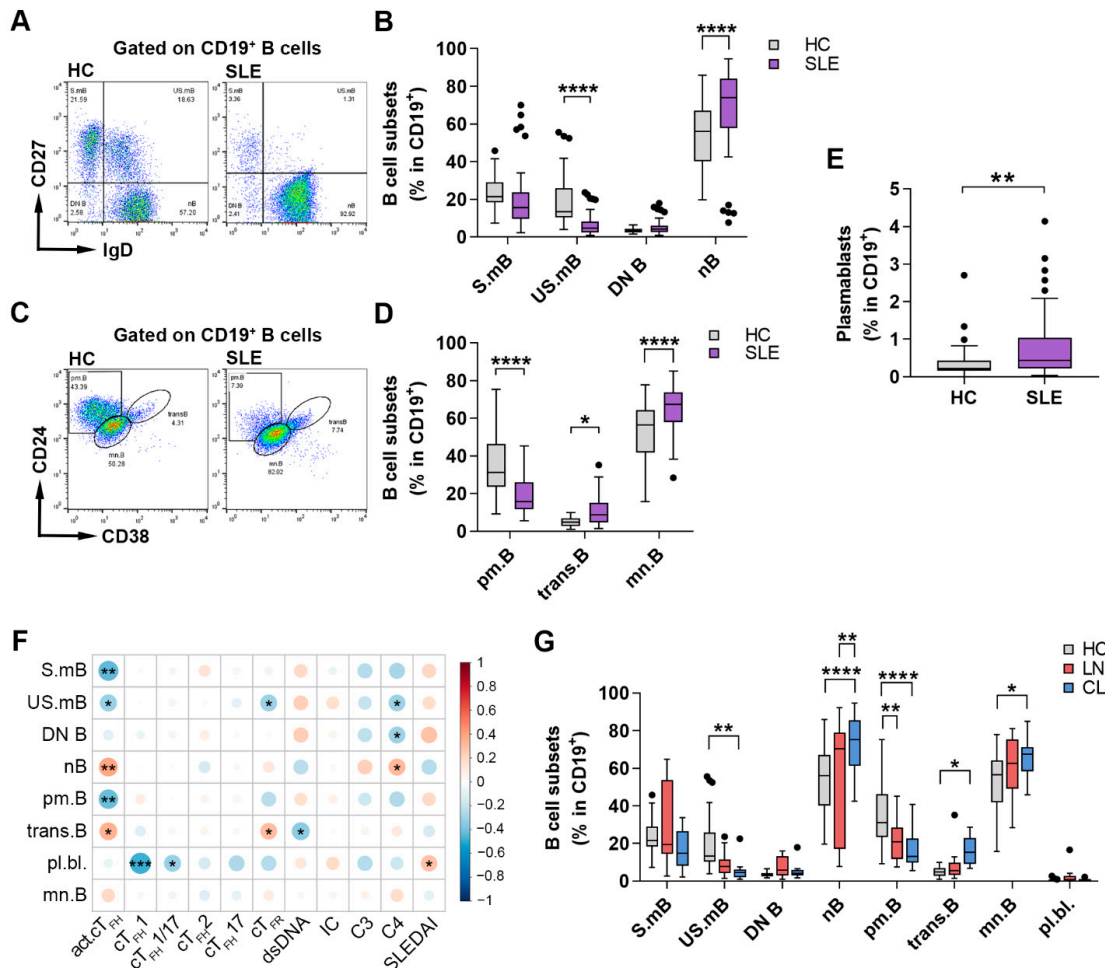 A
Gated on CD19+ B cells
HC
SLE
S.mB
21.59
US.mB
18.63
DN B
2.58
nB
57.20
S.mB
3.36
US.mB
1.31
DN B
2.41
nB
92.92
CD27
IgD
B
B cell subsets
(% in CD19+)
100
80
60
40
20
0
****
****
HC
SLE
S.mB
US.mB
DN B
nB
C
Gated on CD19+ B cells
HC
SLE
pm.B
43.39
transB
4.31
mn.B
50.28
pm.B
7.39
transB
7.74
mn.B
82.02
CD24
CD38
D
B cell subsets
(% in CD19+)
100
80
60
40
20
0
****
*
****
HC
SLE
pm.B
trans.B
mn.B
E
Plasmablasts
(% in CD19+)
5
4
3
2
1
0
**
HC
SLE
F
S.mB
US.mB
DN B
nB
pm.B
trans.B
pl.bl.
mn.B
**
*
*
*
*
**
*
**
*
*
*
***
*
*
act.cTFH
cTFH1
cTFH1/17
cTFH2
cTFH17
cTFR
dsDNA
IC
C3
C4
SLEDAI
1
0.8
0.6
0.4
0.2
0
−0.2
−0.4
−0.6
−0.8
−1
G
B cell subsets
(% in CD19+)
100
80
60
40
20
0
**
**
****
**
****
*
*
HC
LN
CL
S.mB
US.mB
DN B
nB
pm.B
trans.B
mn.B
pl.bl.